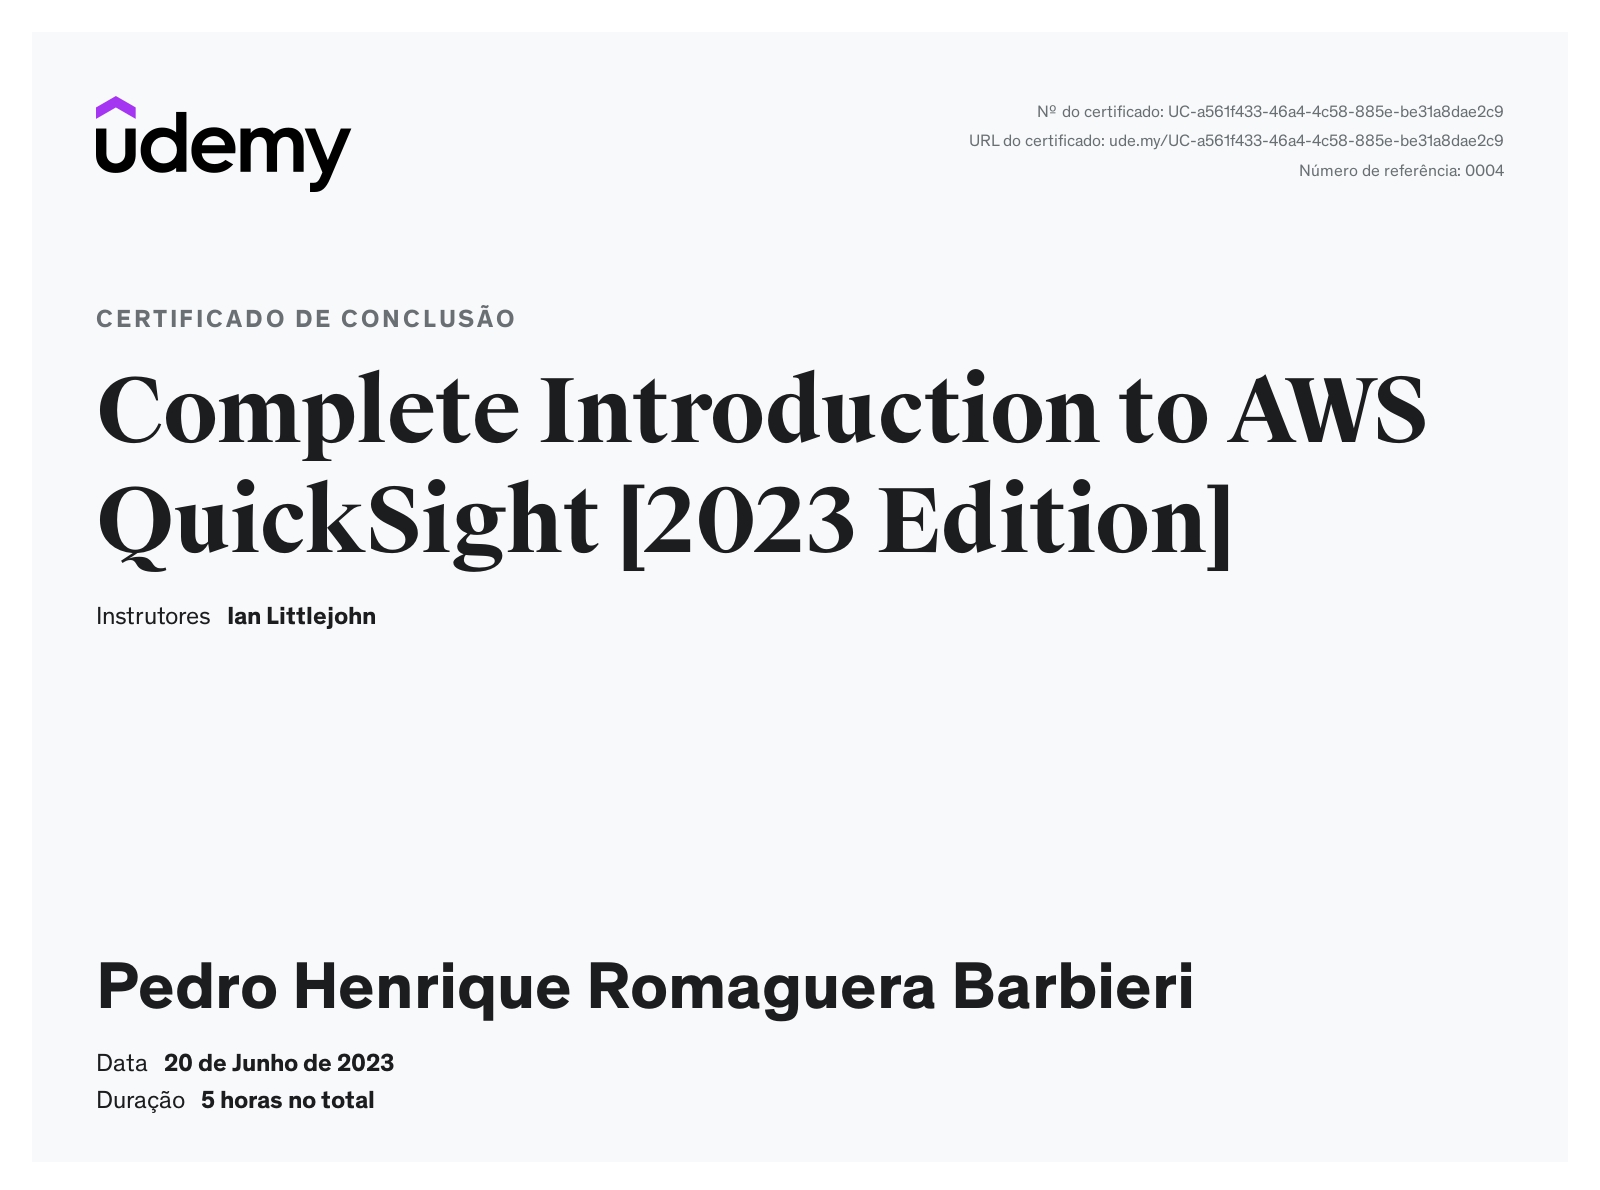 udemy
Nº do certificado: UC-a561f433-46a4-4c58-885e-be31a8dae2c9
URL do certificado: ude.my/UC-a561f433-46a4-4c58-885e-be31a8dae2c9
Número de referência: 0004
CERTIFICADO DE CONCLUSÃO
Complete Introduction to AWS
QuickSight [2023 Edition]
Instrutores Ian Littlejohn
Pedro Henrique Romaguera Barbieri
Data 20 de Junho de 2023
Duração 5 horas no total